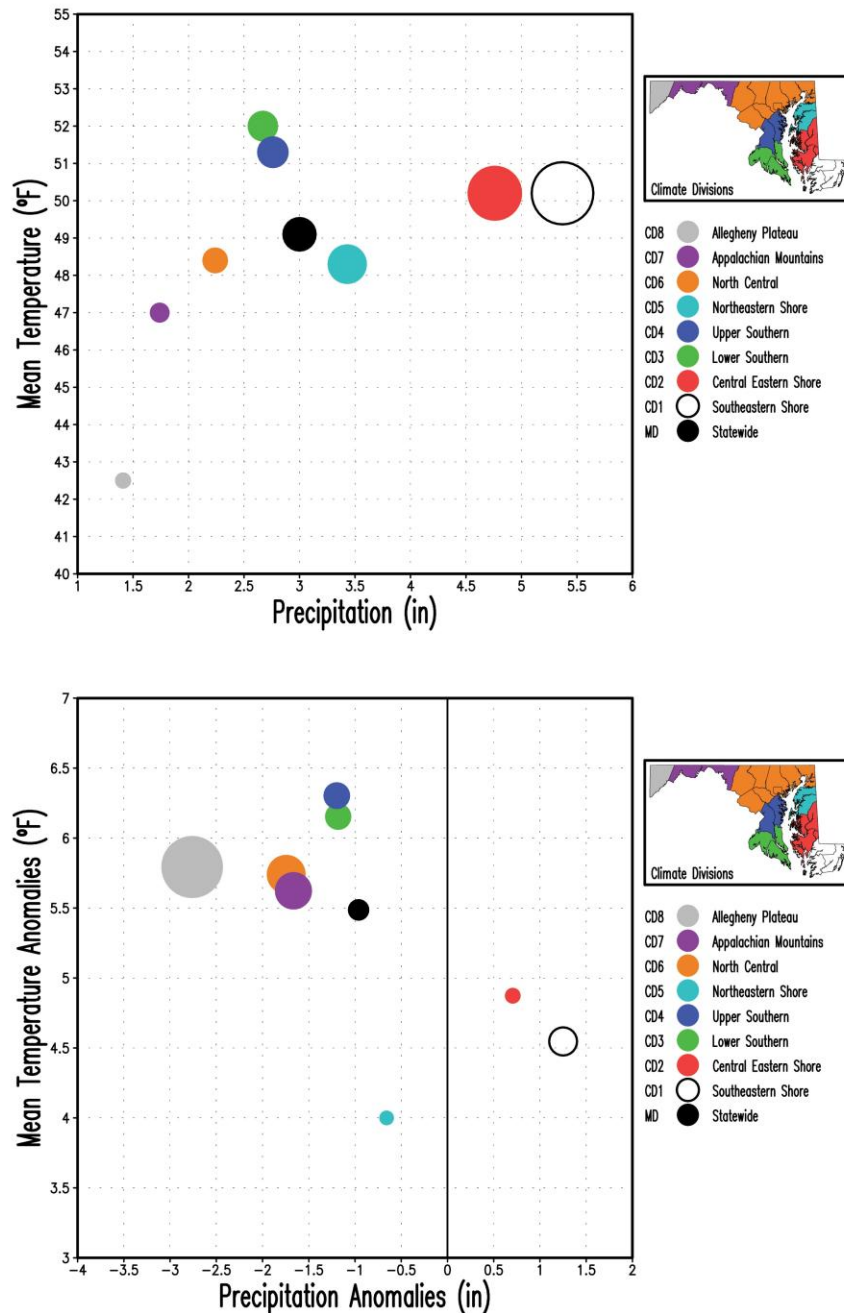 55
54
53
52
51
50
49
48
47
46
45
44
43
42
41
40
Mean Temperature (ºF)
1 1.5 2 2.5 3 3.5 4 4.5 5 5.5 6
Precipitation (in)
Climate Divisions
CD8 Allegheny Plateau
CD7 Appalachian Mountains
CD6 North Central
CD5 Northeastern Shore
CD4 Upper Southern
CD3 Lower Southern
CD2 Central Eastern Shore
CD1 Southeastern Shore
MD Statewide
7
6.5
6
5.5
5
4.5
4
3.5
3
Mean Temperature Anomalies (ºF)
-4 -3.5 -3 -2.5 -2 -1.5 -1 -0.5 0 0.5 1 1.5 2
Precipitation Anomalies (in)
Climate Divisions
CD8 Allegheny Plateau
CD7 Appalachian Mountains
CD6 North Central
CD5 Northeastern Shore
CD4 Upper Southern
CD3 Lower Southern
CD2 Central Eastern Shore
CD1 Southeastern Shore
MD Statewide